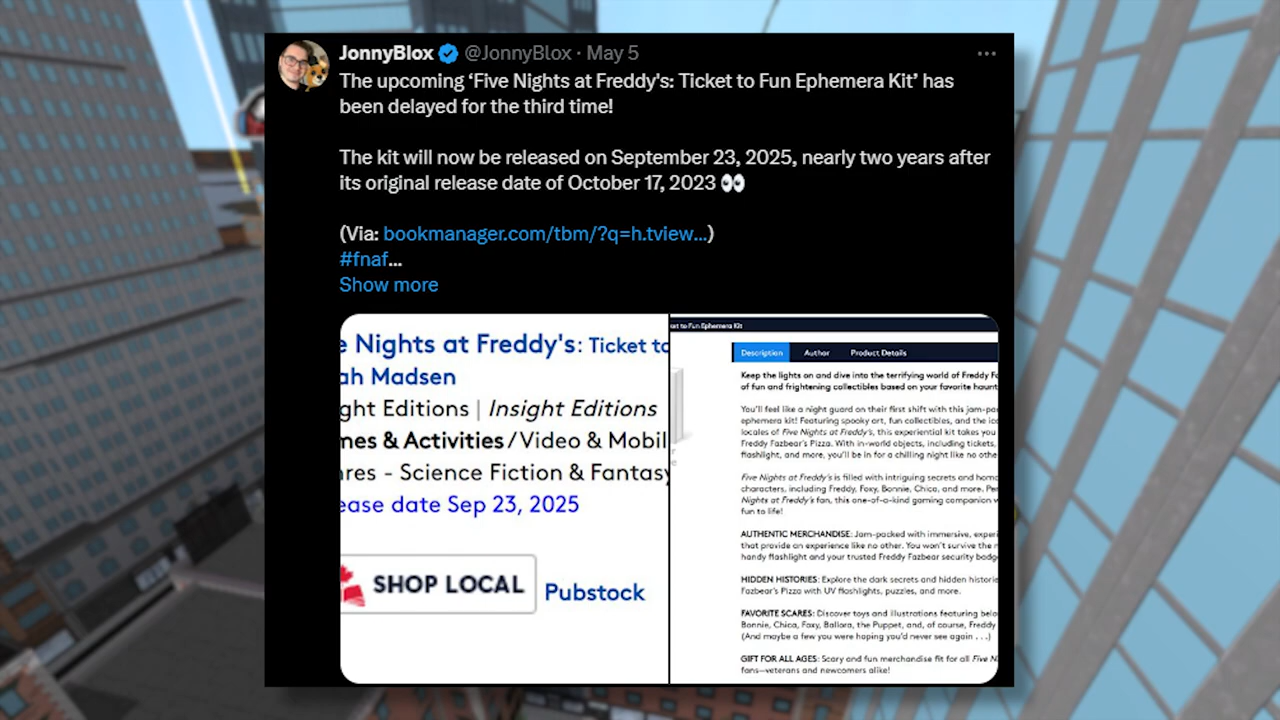 JonnyBlox @JonnyBlox · May 5
The upcoming ‘Five Nights at Freddy's: Ticket to Fun Ephemera Kit’ has
been delayed for the third time!
The kit will now be released on September 23, 2025, nearly two years after
its original release date of October 17, 2023 👀
(Via: bookmanager.com/tbm/?q=h.tview...)
#fnaf...
Show more
e Nights at Freddy's: Ticket to
ah Madsen
ght Editions | Insight Editions
mes & Activities / Video & Mobil
nres - Science Fiction & Fantasy
ease date Sep 23, 2025
SHOP LOCAL Pubstock
et to Fun Ephemera Kit
Description Author Product Details
Keep the lights on and dive into the terrifying world of Freddy F
of fun and frightening collectibles based on your favorite haunt
You'll feel like a night guard on their first shift with this jam-pa
ephemera kit! Featuring spooky art, fun collectibles, and the ico
locales of Five Nights at Freddy's, this experiential kit takes you
Freddy Fazbear's Pizza. With in-world objects, including tickets,
flashlight, and more, you'll be in for a chilling night like no othe
Five Nights at Freddy's is filled with intriguing secrets and horro
characters, including Freddy, Foxy, Bonnie, Chica, and more. Pe
Nights at Freddy's fan, this one-of-a-kind gaming companion w
fun to life!
AUTHENTIC MERCHANDISE: Jam-packed with immersive, experi
that provide an experience like no other. You won't survive the n
handy flashlight and your trusted Freddy Fazbear security badg
HIDDEN HISTORIES: Explore the dark secrets and hidden historie
Fazbear's Pizza with UV flashlights, puzzles, and more.
FAVORITE SCARES: Discover toys and illustrations featuring belo
Bonnie, Chica, Foxy, Ballora, the Puppet, and, of course, Freddy
(And maybe a few you were hoping you'd never see again . . .)
GIFT FOR ALL AGES: Scary and fun merchandise fit for all Five N
fans—veterans and newcomers alike!